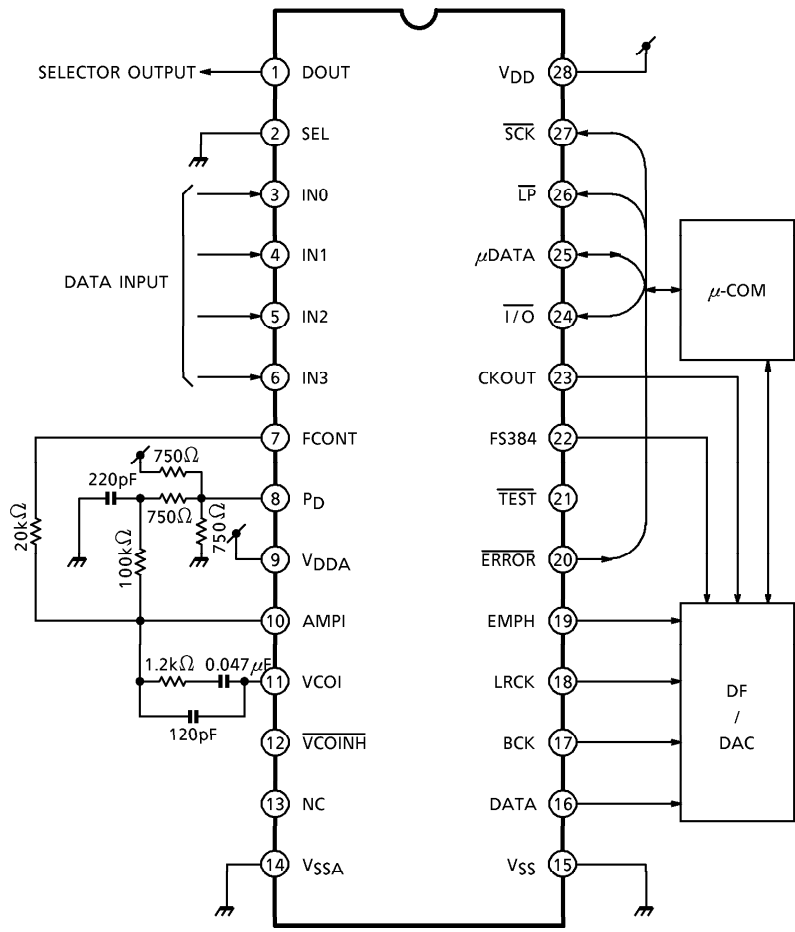 SELECTOR OUTPUT
1 DOUT
2 SEL
3 IN0
4 IN1
DATA INPUT
5 IN2
6 IN3
7 FCONT
750Ω
220pF
8 PD
750Ω
750Ω
20kΩ
100kΩ
9 VDDA
10 AMPI
1.2kΩ 0.047μF
11 VCOI
120pF
12 VCOINH
13 NC
14 VSSA
VDD 28
SCK 27
LP 26
μDATA 25
μ-COM
I/O 24
CKOUT 23
FS384 22
TEST 21
ERROR 20
EMPH 19
LRCK 18
DF
/
DAC
BCK 17
DATA 16
VSS 15